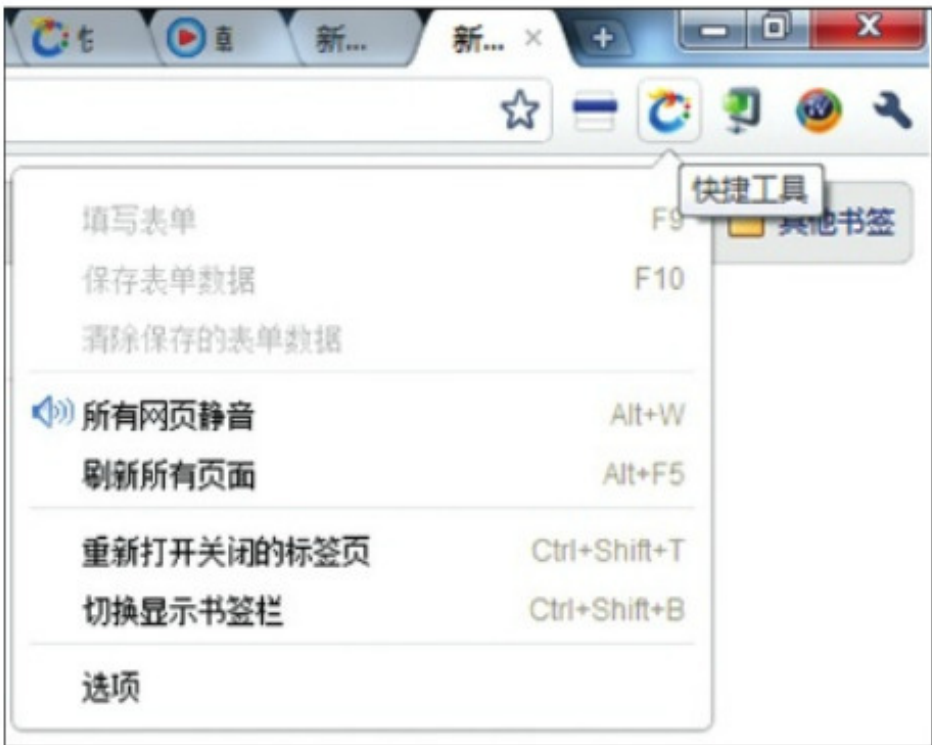 新...
新...
快捷工具
其他书签
填写表单 F9
保存表单数据 F10
清除保存的表单数据
所有网页静音 Alt+W
刷新所有页面 Alt+F5
重新打开关闭的标签页 Ctrl+Shift+T
切换显示书签栏 Ctrl+Shift+B
选项